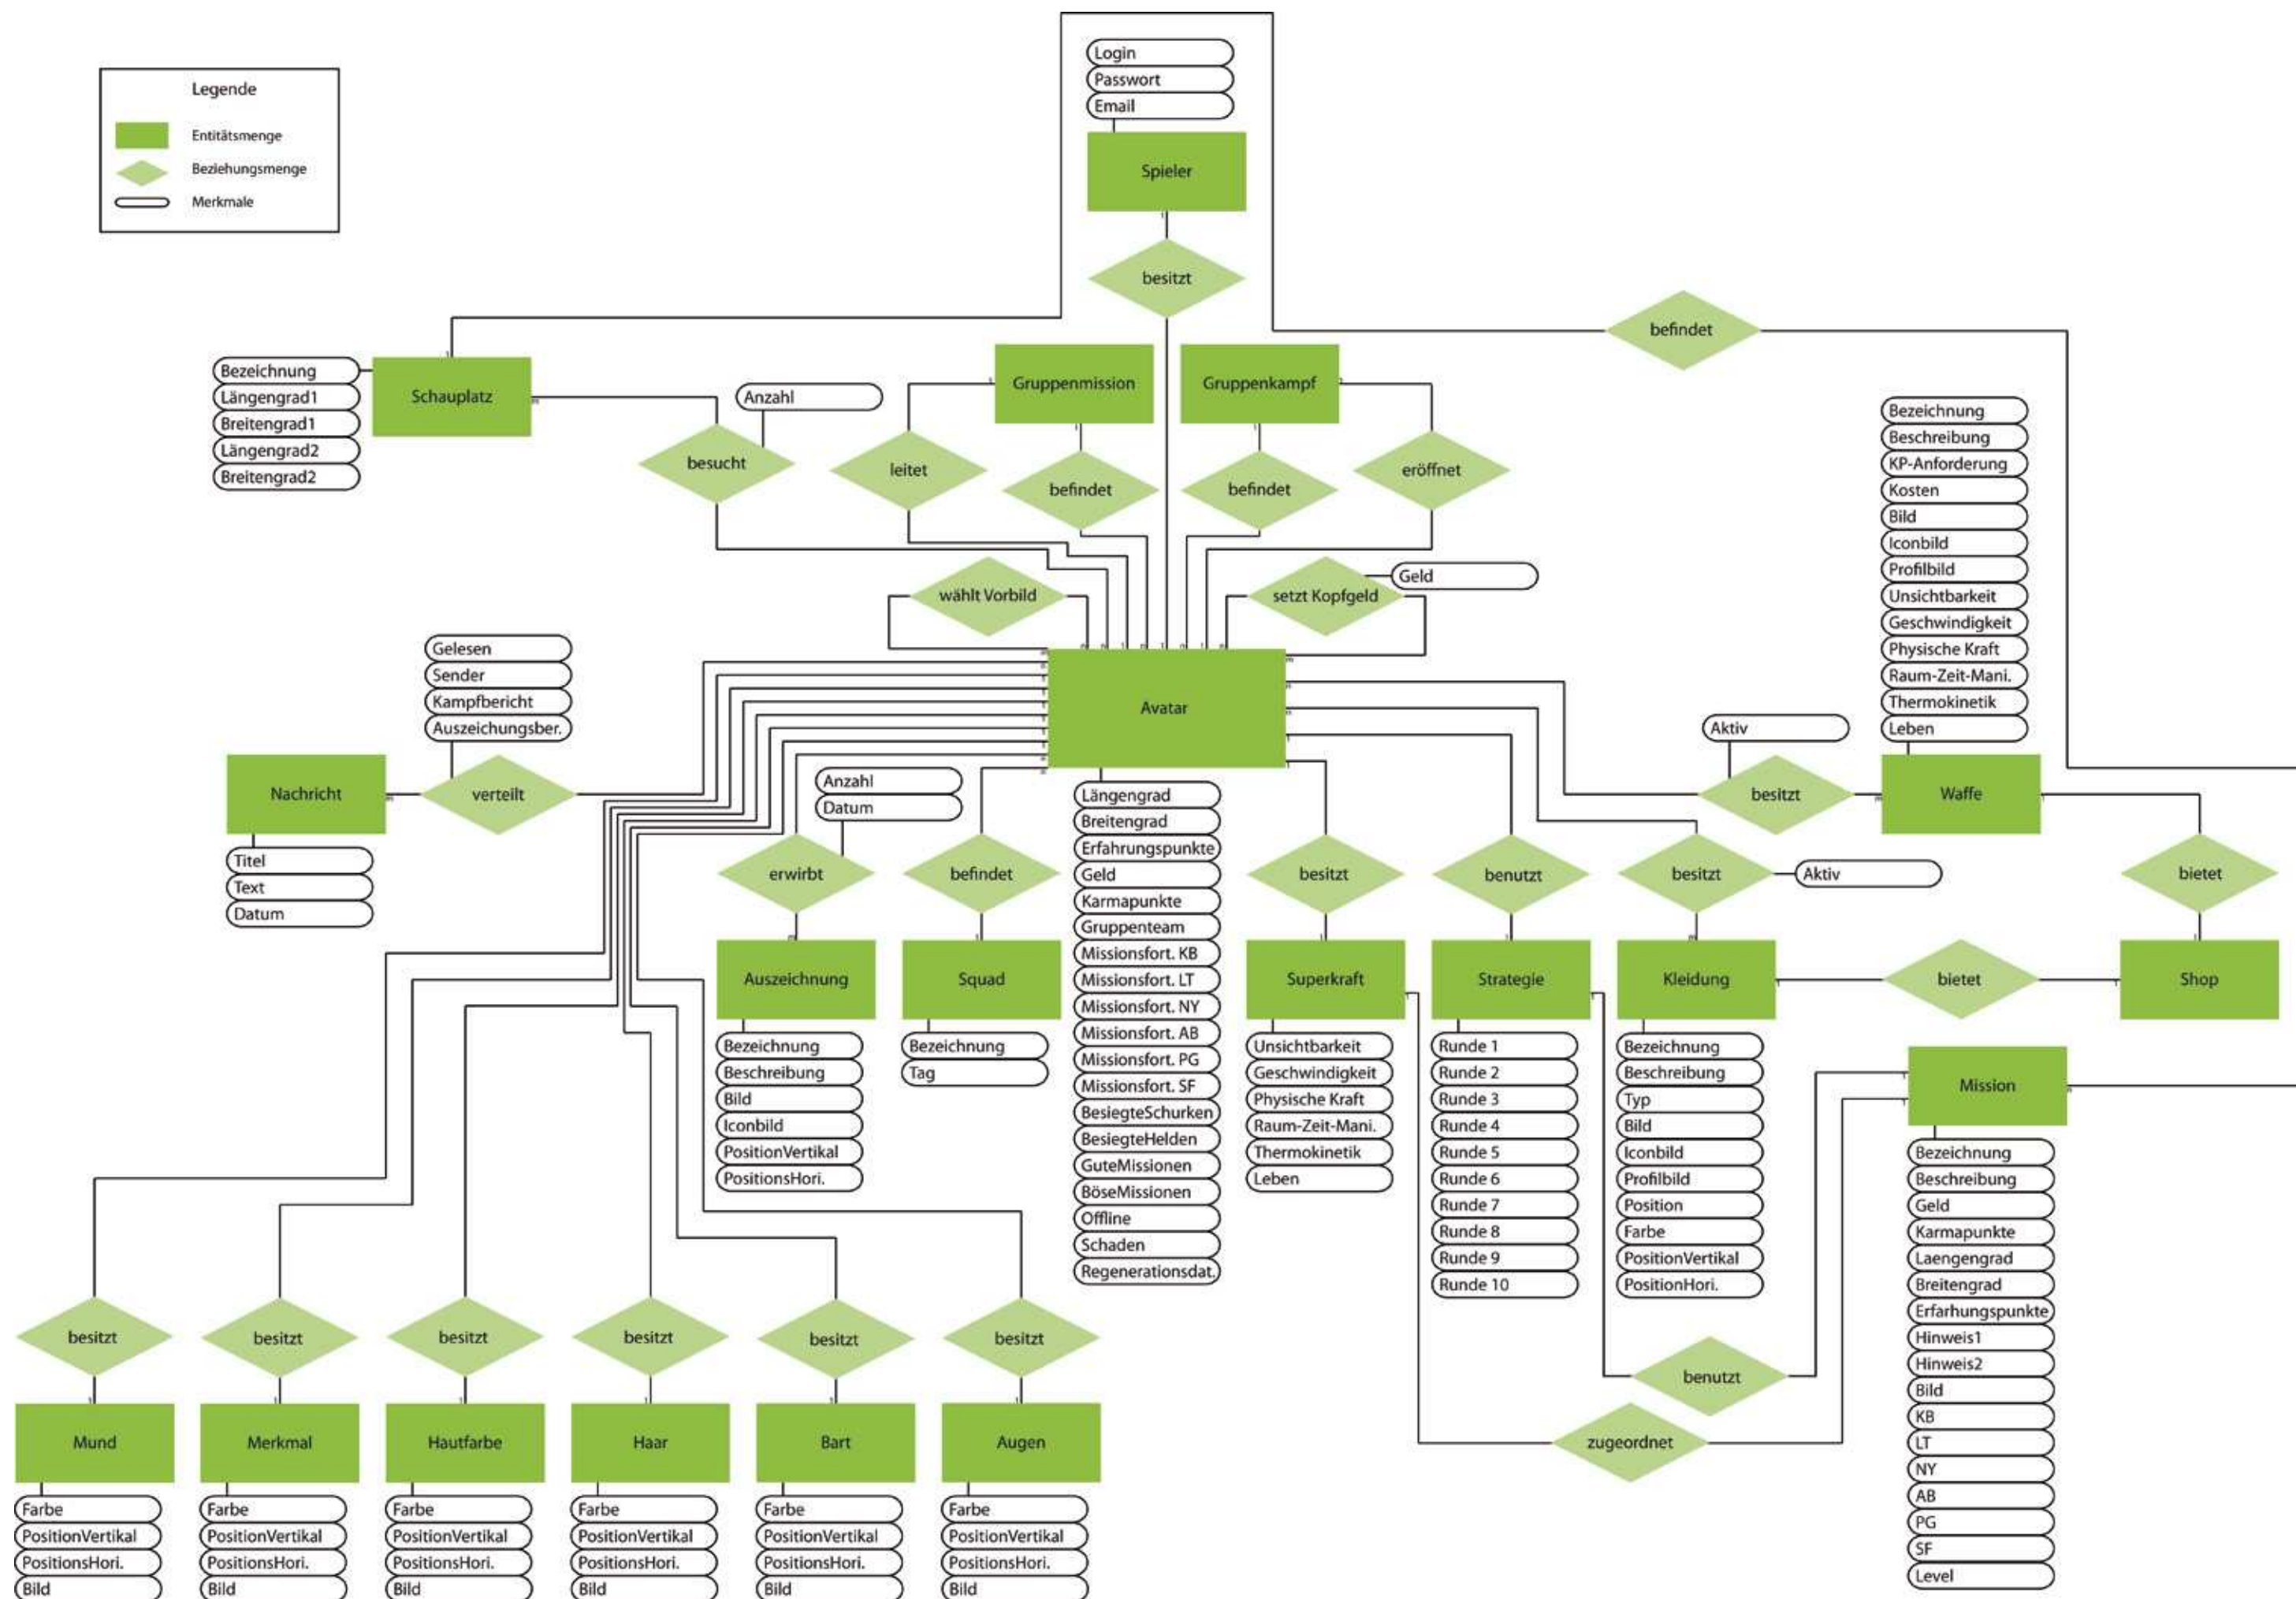 Legende
Entitätsmenge
Beziehungsmenge
Merkmale
Login
Passwort
Email
Spieler
besitzt
befindet
Bezeichnung
Längengrad1
Breitengrad1
Längengrad2
Breitengrad2
Schauplatz
Anzahl
besucht
Gruppenmission
Gruppenkampf
leitet
befindet
befindet
eröffnet
wählt Vorbild
setzt Kopfgeld
Geld
Bezeichnung
Beschreibung
KP-Anforderung
Kosten
Bild
Iconbild
Profilbild
Unsichtbarkeit
Geschwindigkeit
Physische Kraft
Raum-Zeit-Mani.
Thermokinetik
Leben
Gelesen
Sender
Kampfbericht
Auszeichungsber.
Avatar
Aktiv
Nachricht
verteilt
besitzt
Waffe
Titel
Text
Datum
Anzahl
Datum
erwirbt
befindet
Längengrad
Breitengrad
Erfahrungspunkte
Geld
Karmapunkte
Gruppenteam
Missionsfort. KB
Missionsfort. LT
Missionsfort. NY
Missionsfort. AB
Missionsfort. PG
Missionsfort. SF
BesiegteSchurken
BesiegteHelden
GuteMissionen
BöseMissionen
Offline
Schaden
Regenerationsdat.
besitzt
benutzt
besitzt
Aktiv
bietet
Auszeichnung
Squad
Superkraft
Strategie
Kleidung
bietet
Shop
Bezeichnung
Beschreibung
Bild
Iconbild
PositionVertikal
PositionsHori.
Bezeichnung
Tag
Unsichtbarkeit
Geschwindigkeit
Physische Kraft
Raum-Zeit-Mani.
Thermokinetik
Leben
Runde 1
Runde 2
Runde 3
Runde 4
Runde 5
Runde 6
Runde 7
Runde 8
Runde 9
Runde 10
Bezeichnung
Beschreibung
Typ
Bild
Iconbild
Profilbild
Position
Farbe
PositionVertikal
PositionHori.
Mission
Bezeichnung
Beschreibung
Geld
Karmapunkte
Laengengrad
Breitengrad
Erfarhungspunkte
Hinweis1
Hinweis2
Bild
KB
LT
NY
AB
PG
SF
Level
benutzt
zugeordnet
besitzt
besitzt
besitzt
besitzt
besitzt
besitzt
Mund
Merkmal
Hautfarbe
Haar
Bart
Augen
Farbe
PositionVertikal
PositionsHori.
Bild
Farbe
PositionVertikal
PositionsHori.
Bild
Farbe
PositionVertikal
PositionsHori.
Bild
Farbe
PositionVertikal
PositionsHori.
Bild
Farbe
PositionVertikal
PositionsHori.
Bild
Farbe
PositionVertikal
PositionsHori.
Bild